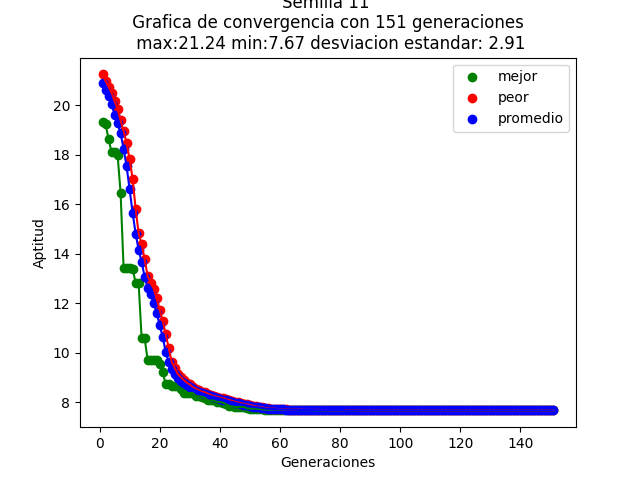 Semilla 11
Grafica de convergencia con 151 generaciones
max:21.24 min:7.67 desviacion estandar: 2.91
mejor
peor
promedio
Aptitud
20
18
16
14
12
10
8
0 20 40 60 80 100 120 140
Generaciones